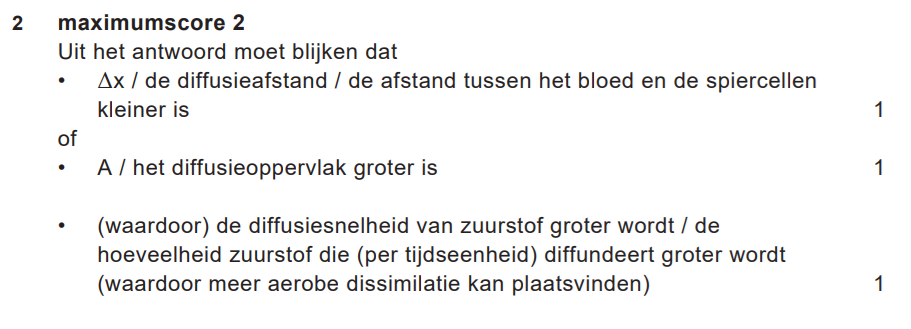 2 maximumscore 2
Uit het antwoord moet blijken dat
• Δx / de diffusieafstand / de afstand tussen het bloed en de spiercellen
kleiner is 1
of
• A / het diffusieoppervlak groter is 1
• (waardoor) de diffusiesnelheid van zuurstof groter wordt / de
hoeveelheid zuurstof die (per tijdseenheid) diffundeert groter wordt
(waardoor meer aerobe dissimilatie kan plaatsvinden) 1